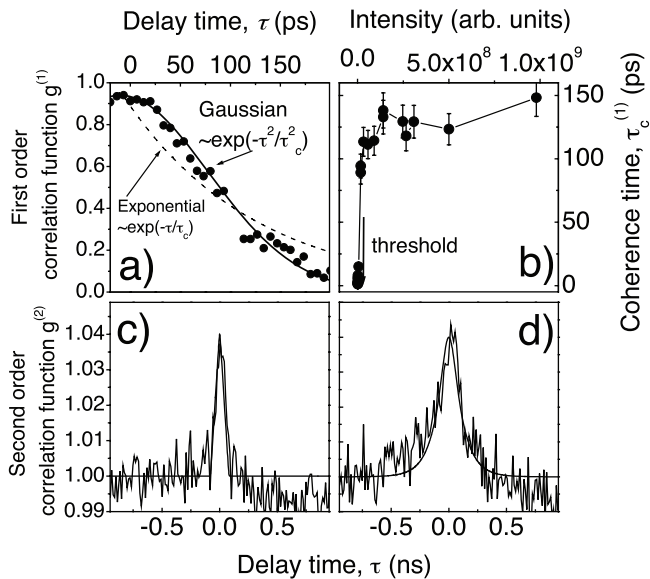 Delay time, τ (ps)
0 50 100 150
Intensity (arb. units)
0.0 5.0x10^8 1.0x10^9
First order
correlation function g^(1)
1.0
0.8
0.6
0.4
0.2
0.0
Gaussian
~exp(-τ²/τ²_c)
Exponential
~exp(-τ/τ_c)
a)
threshold
b)
150
100
50
0
Coherence time, τ_c^(1) (ps)
Second order
correlation function g^(2)
1.04
1.03
1.02
1.01
1.00
0.99
c)
d)
-0.5 0.0 0.5
-0.5 0.0 0.5
Delay time, τ (ns)